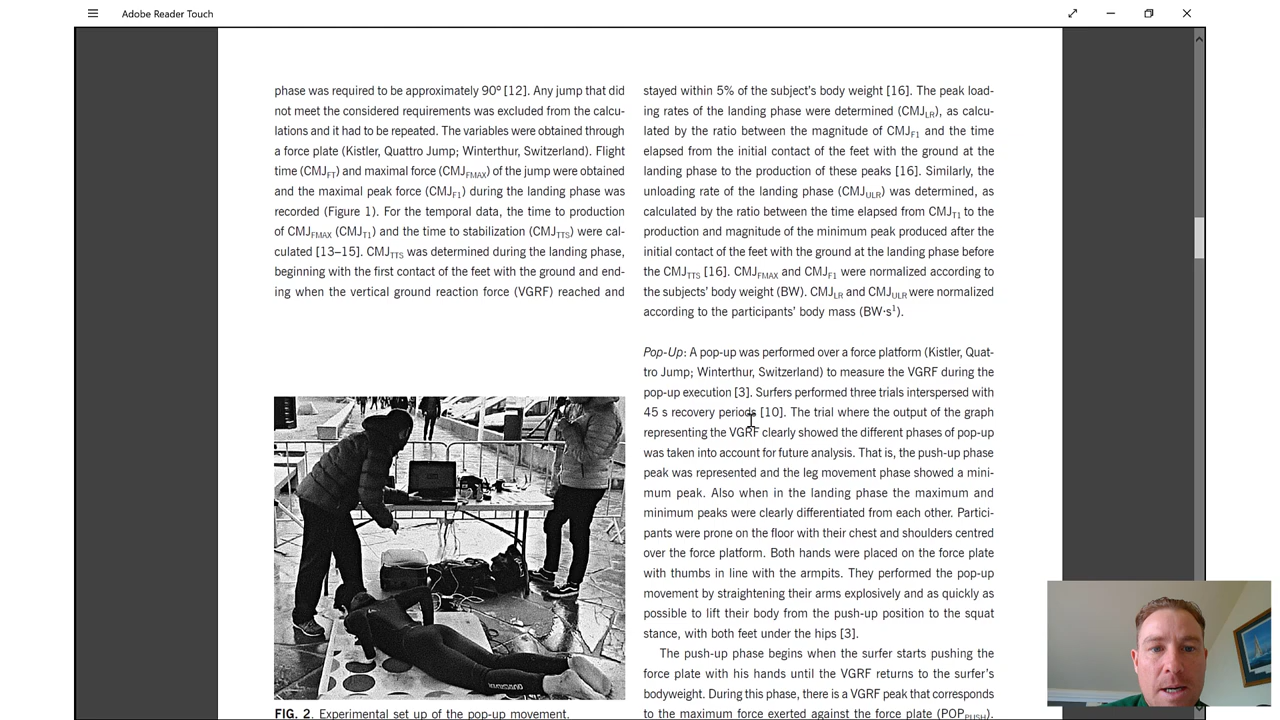 Adobe Reader Touch
phase was required to be approximately 90º [12]. Any jump that did
not meet the considered requirements was excluded from the calcu-
lations and it had to be repeated. The variables were obtained through
a force plate (Kistler, Quattro Jump; Winterthur, Switzerland). Flight
time (CMJFT) and maximal force (CMJFMAX) of the jump were obtained
and the maximal peak force (CMJF1) during the landing phase was
recorded (Figure 1). For the temporal data, the time to production
of CMJFMAX (CMJT1) and the time to stabilization (CMJTTS) were cal-
culated [13–15]. CMJTTS was determined during the landing phase,
beginning with the first contact of the feet with the ground and end-
ing when the vertical ground reaction force (VGRF) reached and
FIG. 2. Experimental set up of the pop-up movement.
stayed within 5% of the subject's body weight [16]. The peak load-
ing rates of the landing phase were determined (CMJLR), as calcu-
lated by the ratio between the magnitude of CMJF1 and the time
elapsed from the initial contact of the feet with the ground at the
landing phase to the production of these peaks [16]. Similarly, the
unloading rate of the landing phase (CMJULR) was determined, as
calculated by the ratio between the time elapsed from CMJT1 to the
production and magnitude of the minimum peak produced after the
initial contact of the feet with the ground at the landing phase before
the CMJTTS [16]. CMJFMAX and CMJF1 were normalized according to
the subjects' body weight (BW). CMJLR and CMJULR were normalized
according to the participants' body mass (BW·s¹).
Pop-Up: A pop-up was performed over a force platform (Kistler, Quat-
tro Jump; Winterthur, Switzerland) to measure the VGRF during the
pop-up execution [3]. Surfers performed three trials interspersed with
45 s recovery periods [10]. The trial where the output of the graph
representing the VGRF clearly showed the different phases of pop-up
was taken into account for future analysis. That is, the push-up phase
peak was represented and the leg movement phase showed a mini-
mum peak. Also when in the landing phase the maximum and
minimum peaks were clearly differentiated from each other. Partici-
pants were prone on the floor with their chest and shoulders centred
over the force platform. Both hands were placed on the force plate
with thumbs in line with the armpits. They performed the pop-up
movement by straightening their arms explosively and as quickly as
possible to lift their body from the push-up position to the squat
stance, with both feet under the hips [3].
The push-up phase begins when the surfer starts pushing the
force plate with his hands until the VGRF returns to the surfer's
bodyweight. During this phase, there is a VGRF peak that corresponds
to the maximum force exerted against the force plate (POPPUSH).